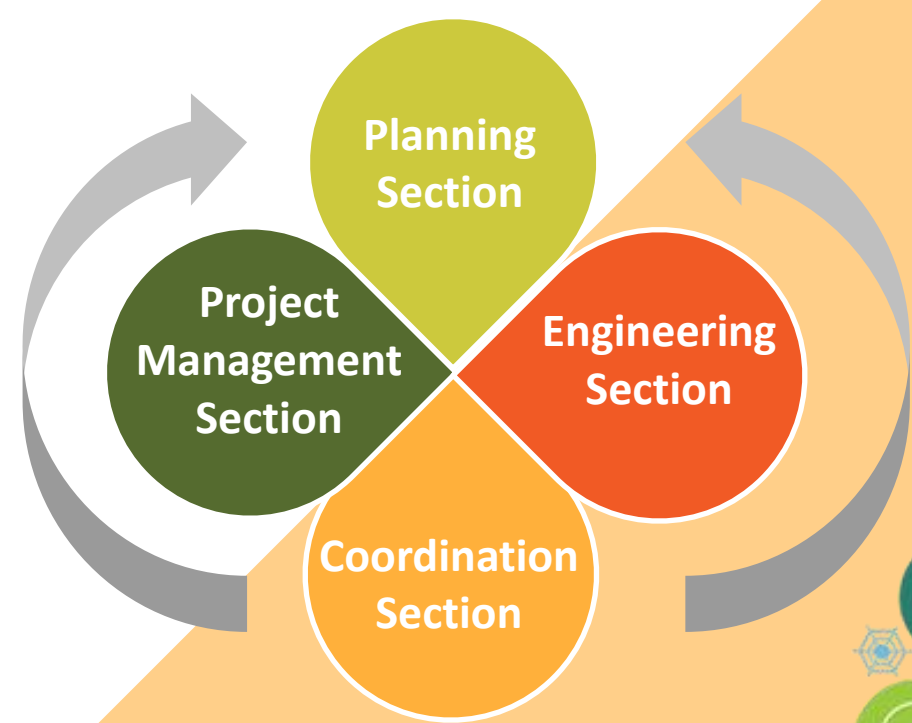 Planning
Section
Project
Management
Section
Engineering
Section
Coordination
Section